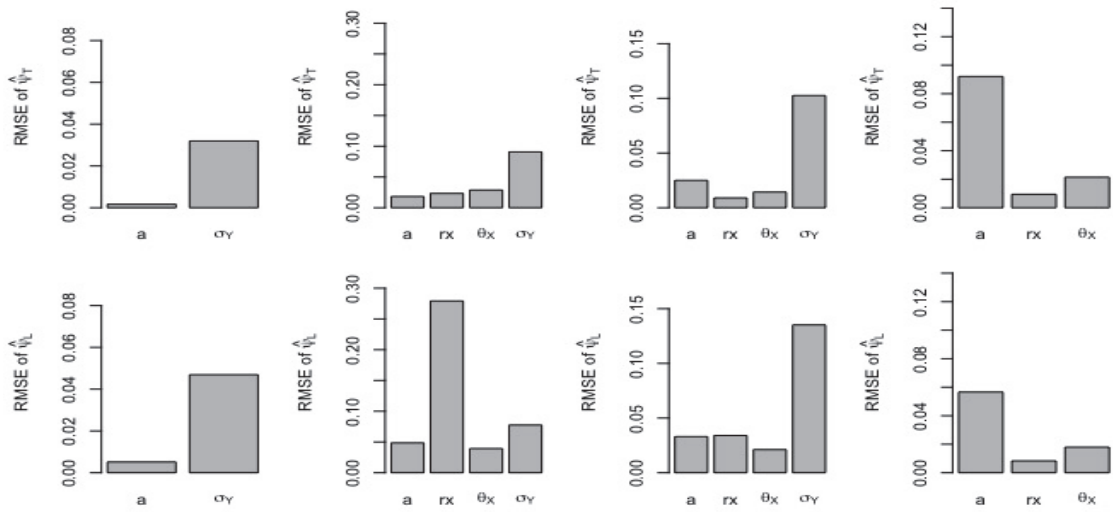 RMSE of ψ̂T
0.00 0.02 0.04 0.06 0.08
a σY
RMSE of ψ̂T
0.00 0.10 0.20 0.30
a rx θX σY
RMSE of ψ̂T
0.00 0.05 0.10 0.15
a rx θX σY
RMSE of ψ̂T
0.00 0.04 0.08 0.12
a rx θX
RMSE of ψ̂L
0.00 0.02 0.04 0.06 0.08
a σY
RMSE of ψ̂L
0.00 0.10 0.20 0.30
a rx θX σY
RMSE of ψ̂L
0.00 0.05 0.10 0.15
a rx θX σY
RMSE of ψ̂L
0.00 0.04 0.08 0.12
a rx θX